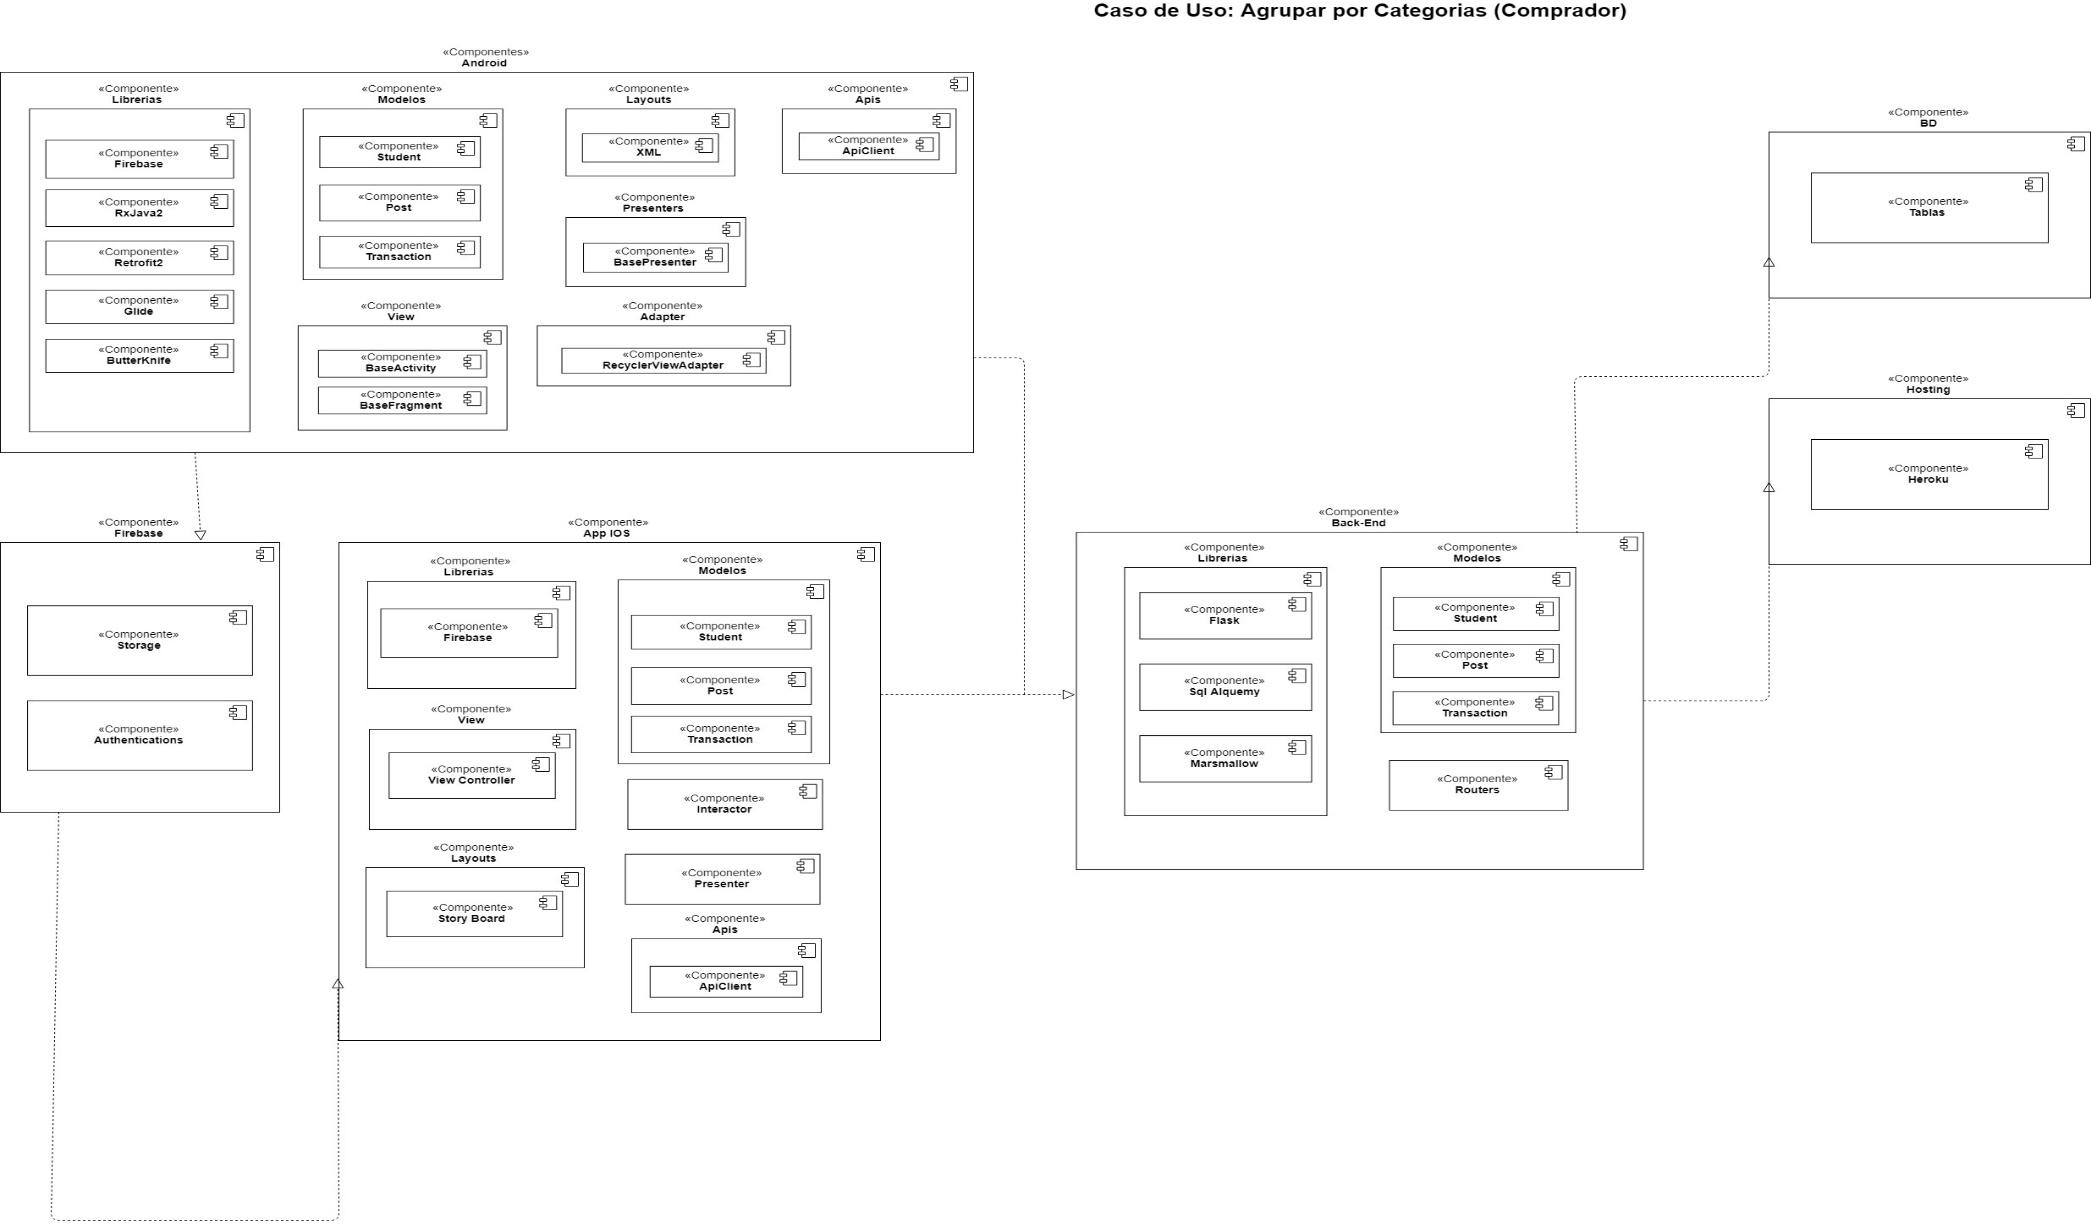 Caso de Uso: Agrupar por Categorias (Comprador)
«Componentes»
Android
«Componente»
Librerias
«Componente»
Firebase
«Componente»
RxJava2
«Componente»
Retrofit2
«Componente»
Glide
«Componente»
ButterKnife
«Componente»
Modelos
«Componente»
Student
«Componente»
Post
«Componente»
Transaction
«Componente»
View
«Componente»
BaseActivity
«Componente»
BaseFragment
«Componente»
Layouts
«Componente»
XML
«Componente»
Presenters
«Componente»
BasePresenter
«Componente»
Adapter
«Componente»
RecyclerViewAdapter
«Componente»
Apis
«Componente»
ApiClient
«Componente»
Firebase
«Componente»
Storage
«Componente»
Authentications
«Componente»
App IOS
«Componente»
Librerias
«Componente»
Firebase
«Componente»
View
«Componente»
View Controller
«Componente»
Layouts
«Componente»
Story Board
«Componente»
Modelos
«Componente»
Student
«Componente»
Post
«Componente»
Transaction
«Componente»
Interactor
«Componente»
Presenter
«Componente»
Apis
«Componente»
ApiClient
«Componente»
Back-End
«Componente»
Librerias
«Componente»
Flask
«Componente»
Sql Alquemy
«Componente»
Marsmallow
«Componente»
Modelos
«Componente»
Student
«Componente»
Post
«Componente»
Transaction
«Componente»
Routers
«Componente»
BD
«Componente»
Tablas
«Componente»
Hosting
«Componente»
Heroku